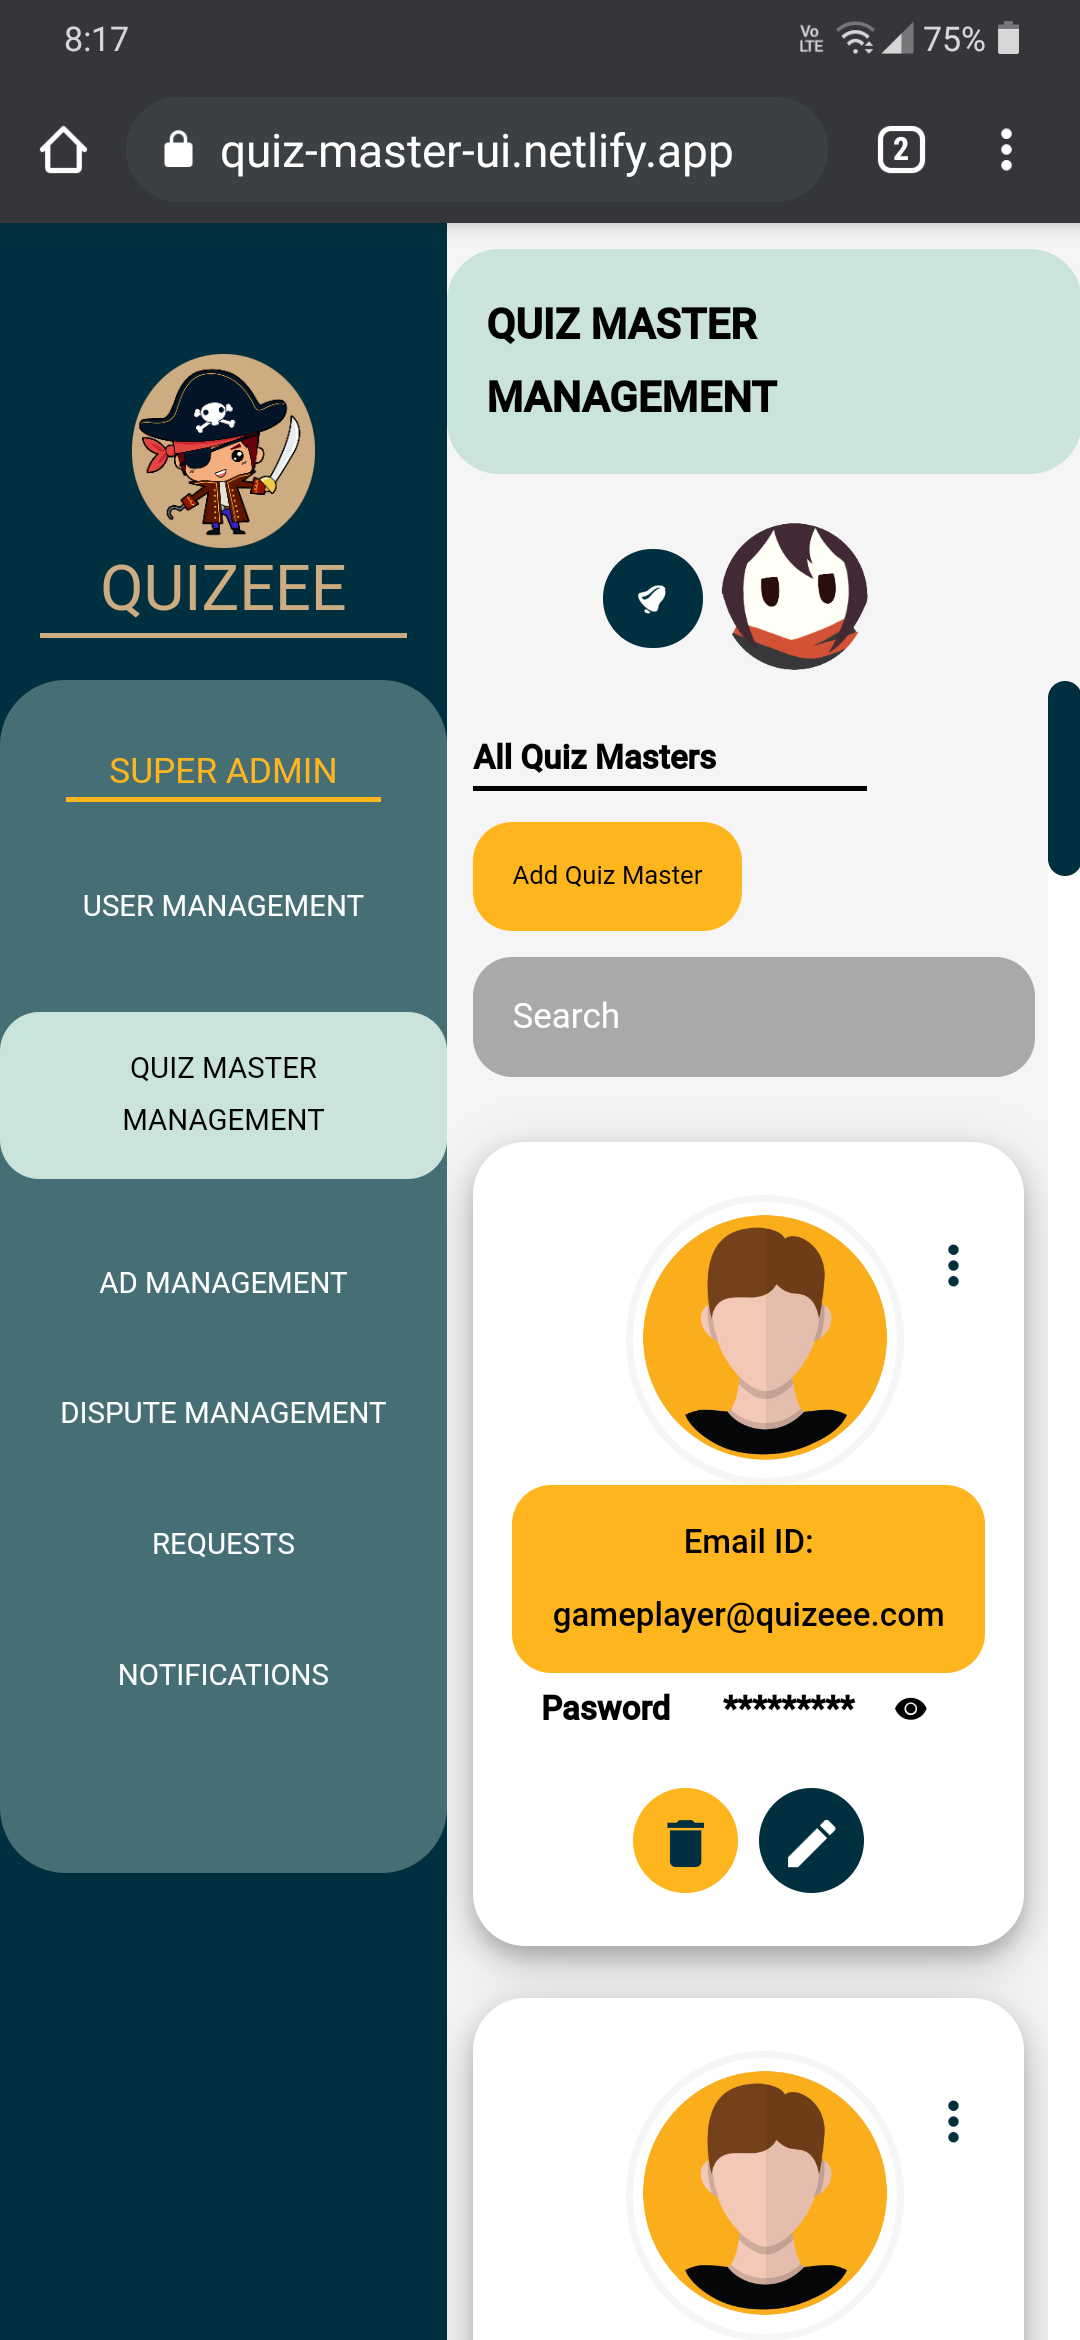 8:17
Vo
LTE
75%
quiz-master-ui.netlify.app
2
QUIZEEE
SUPER ADMIN
USER MANAGEMENT
QUIZ MASTER
MANAGEMENT
AD MANAGEMENT
DISPUTE MANAGEMENT
REQUESTS
NOTIFICATIONS
QUIZ MASTER
MANAGEMENT
All Quiz Masters
Add Quiz Master
Search
Email ID:
gameplayer@quizeee.com
Pasword *********